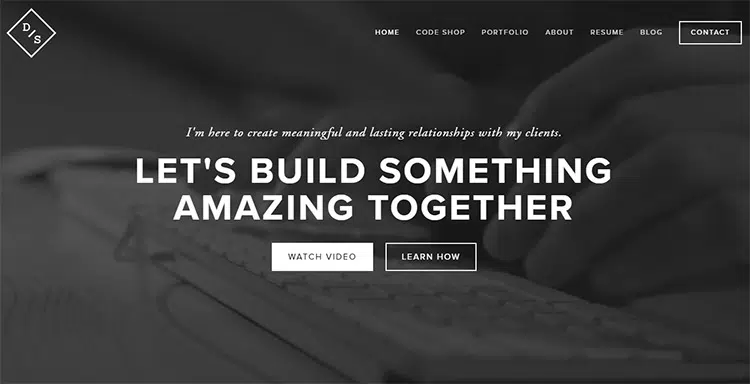 D/S
HOME CODE SHOP PORTFOLIO ABOUT RESUME BLOG CONTACT
I'm here to create meaningful and lasting relationships with my clients.
LET'S BUILD SOMETHING
AMAZING TOGETHER
WATCH VIDEO LEARN HOW